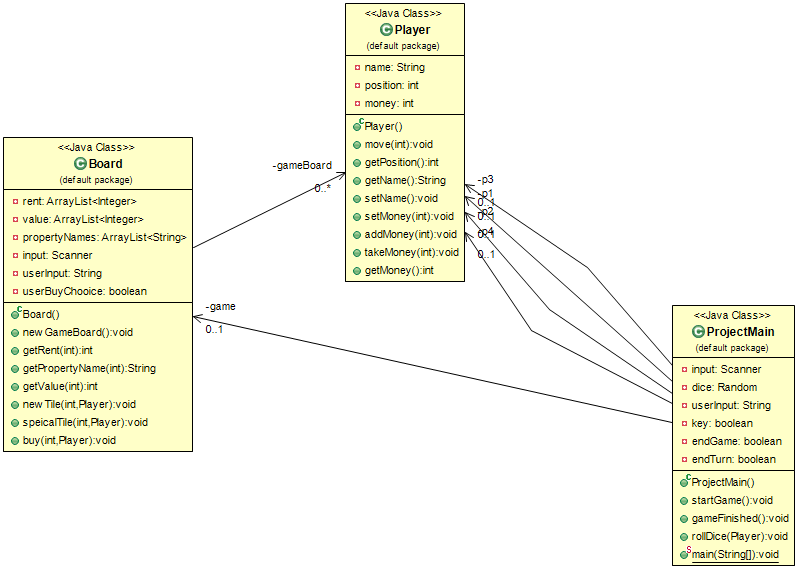 <<Java Class>>
Player
(default package)
name: String
position: int
money: int
Player()
move(int):void
getPosition():int
getName():String
setName():void
setMoney(int):void
addMoney(int):void
takeMoney(int):void
getMoney():int
<<Java Class>>
Board
(default package)
rent: ArrayList<Integer>
value: ArrayList<Integer>
propertyNames: ArrayList<String>
input: Scanner
userInput: String
userBuyChooice: boolean
Board()
newGameBoard():void
getRent(int):int
getPropertyName(int):String
getValue(int):int
newTile(int,Player):void
speicalTile(int,Player):void
buy(int,Player):void
-gameBoard
0..*
-game
0..1
-p3
-p1
0..1
-p2
0..1
-p4
0..1
0..1
<<Java Class>>
ProjectMain
(default package)
input: Scanner
dice: Random
userInput: String
key: boolean
endGame: boolean
endTurn: boolean
ProjectMain()
startGame():void
gameFinished():void
rollDice(Player):void
main(String[]):void